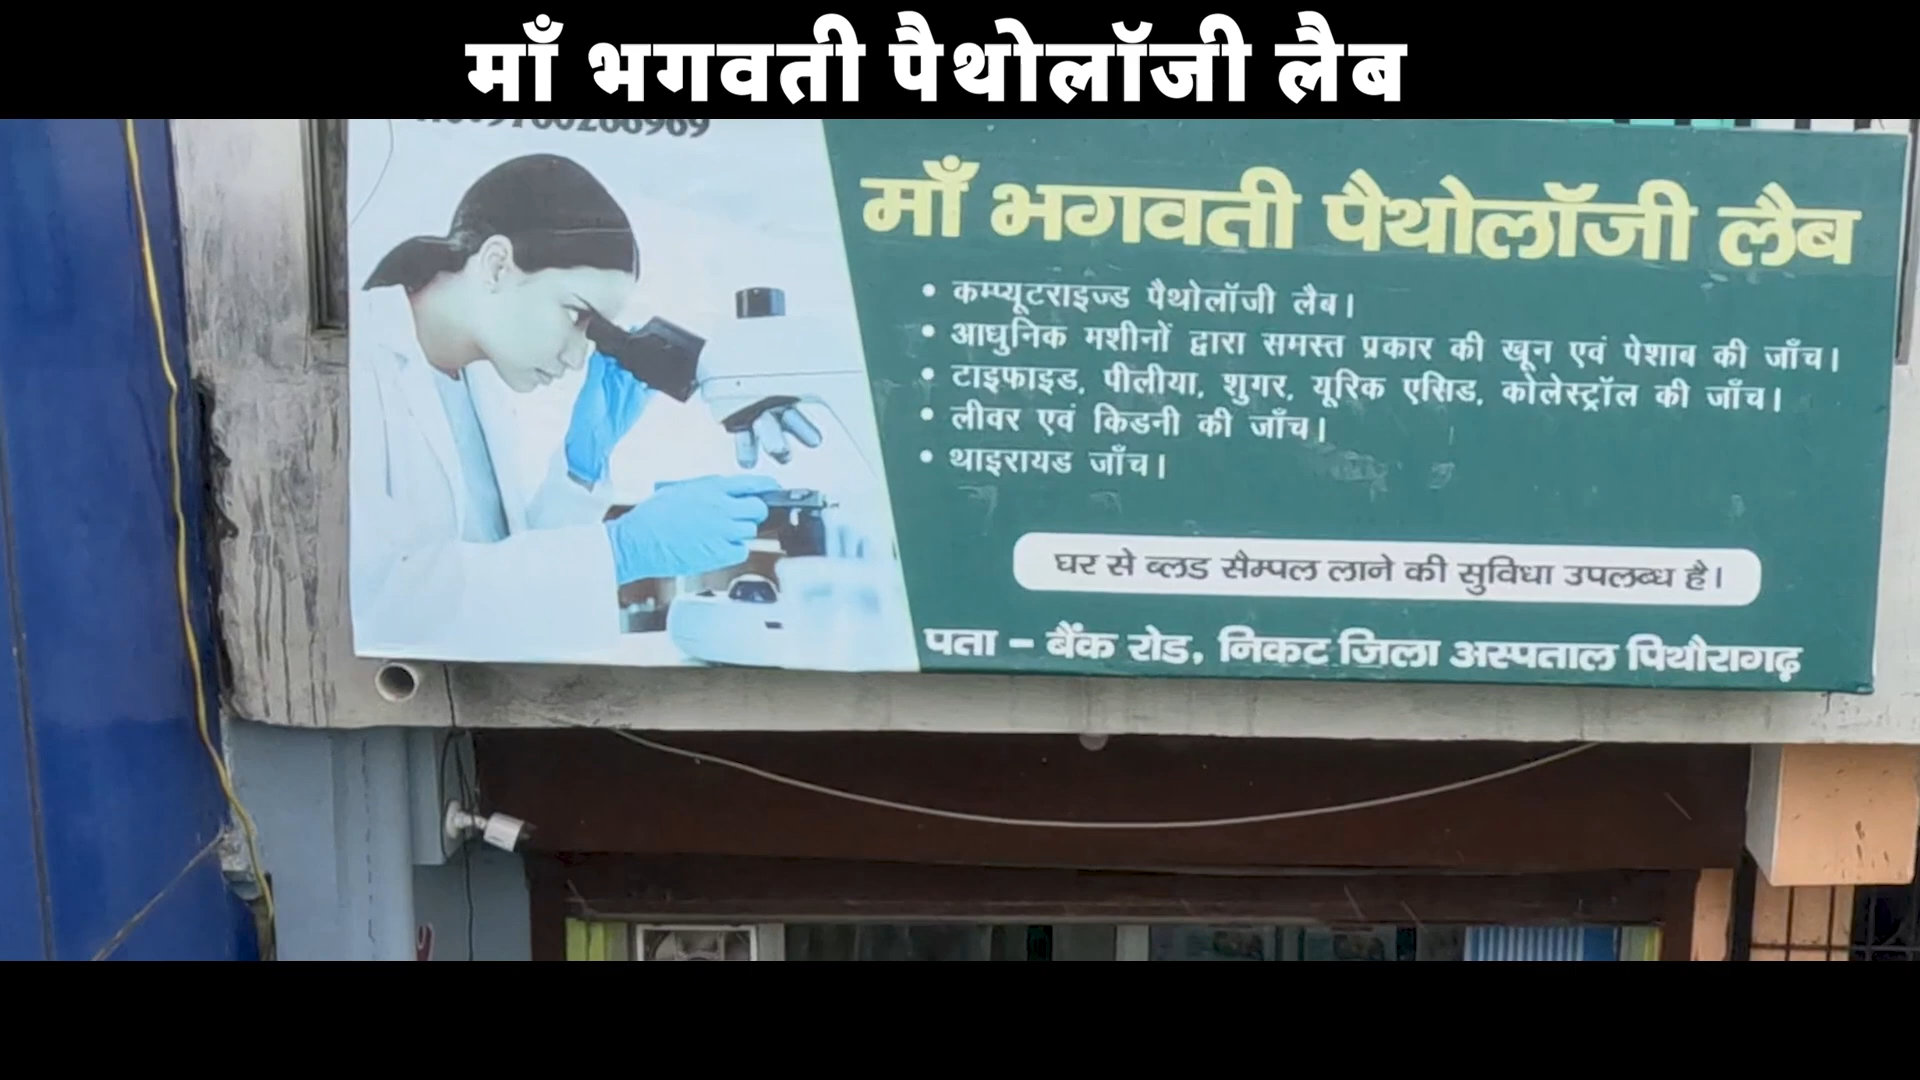 माँ भगवती पैथोलॉजी लैब
माँ भगवती पैथोलॉजी लैब
• कम्प्यूटराइज्ड पैथोलॉजी लैब।
• आधुनिक मशीनों द्वारा समस्त प्रकार की खून एवं पेशाब की जाँच।
• टाइफाइड, पीलीया, शुगर, यूरिक एसिड, कोलेस्ट्रॉल की जाँच।
• लीवर एवं किडनी की जाँच।
• थाइरायड जाँच।
घर से ब्लड सैम्पल लाने की सुविधा उपलब्ध है।
पता – बैंक रोड, निकट जिला अस्पताल पिथौरागढ़